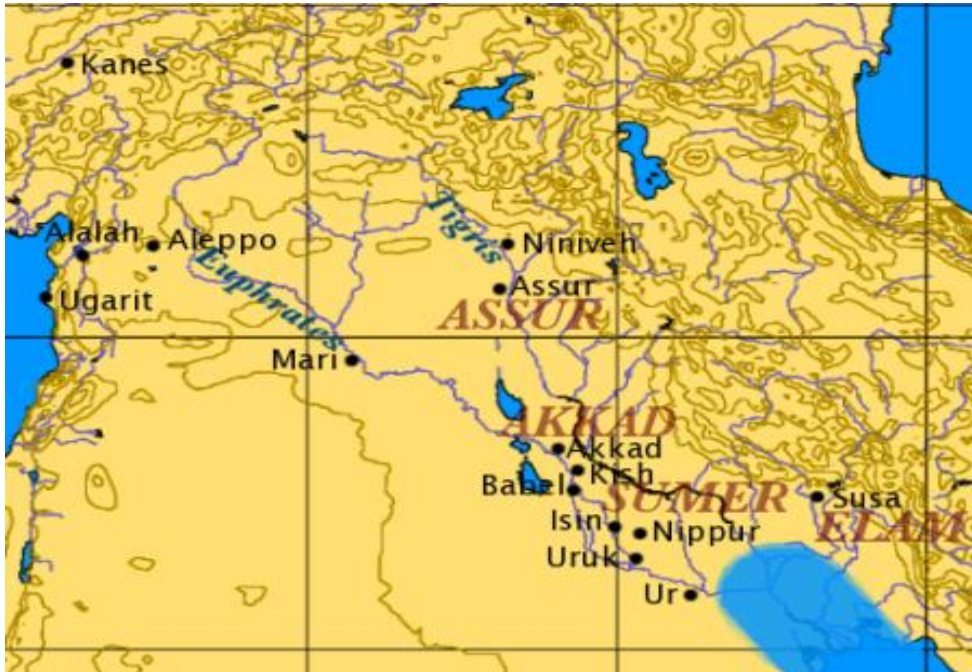 Kanes
Alalah
Aleppo
Tigris
Niniveh
Euphrates
Ugarit
Assur
ASSUR
Mari
AKKAD
Akkad
Kish
Babel
SUMER
Susa
Isin
Nippur
ELAM
Uruk
Ur